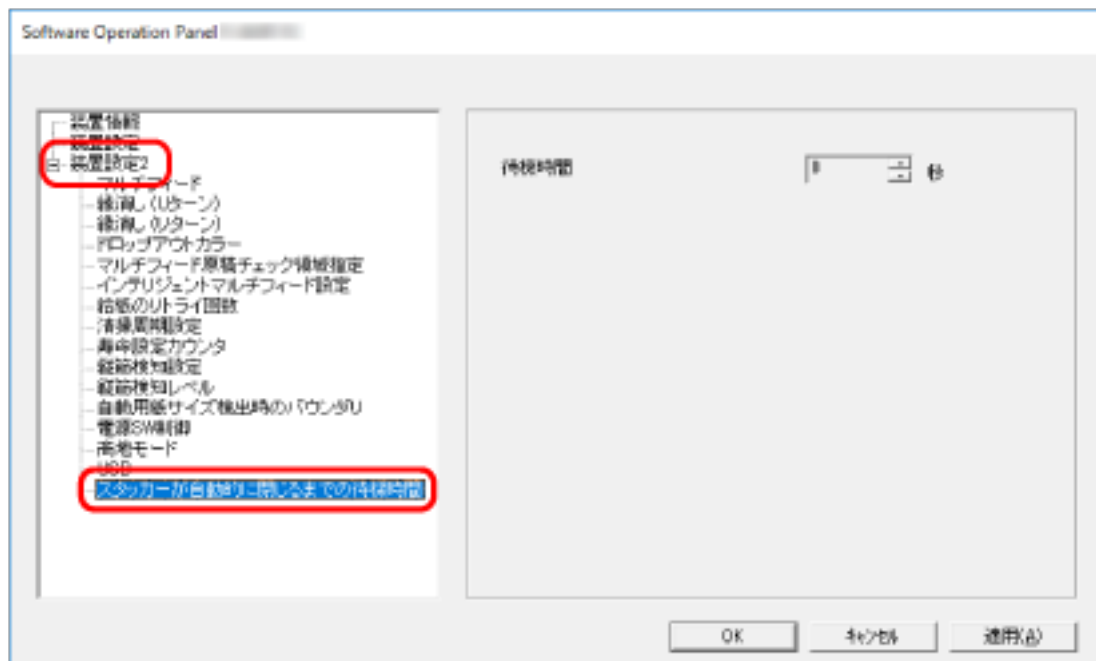 Software Operation Panel
装置情報
装置設定
装置設定2
マルチフィード
縁消し (Uターン)
縁消し (Uターン)
ドロップアウトカラー
マルチフィード原稿チェック領域指定
インテリジェントマルチフィード設定
給紙のリトライ回数
清掃周期設定
寿命設定カウンタ
縦筋検知設定
縦筋検知レベル
自動用紙サイズ検出時のバウンダリ
電源SW制御
高地モード
USB
スタッカーが自動的に閉じるまでの待機時間
待機時間
秒
OK
キャンセル
適用(A)